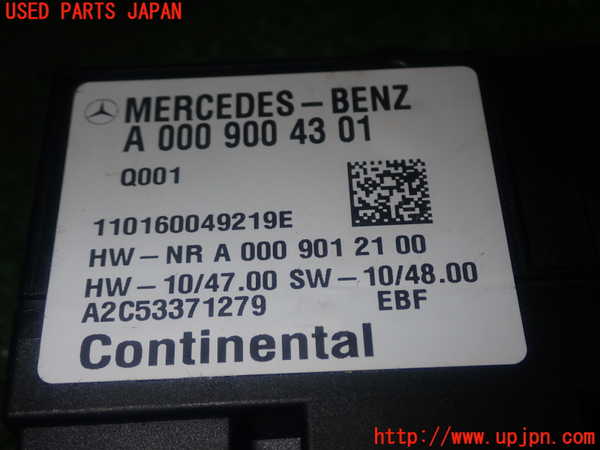 USED PARTS JAPAN
MERCEDES-BENZ
A 000 900 43 01
Q001
110160049219E
HW-NR A 000 901 21 00
HW-10/47.00 SW-10/48.00
A2C53371279 EBF
Continental
http://www.upjpn.com/